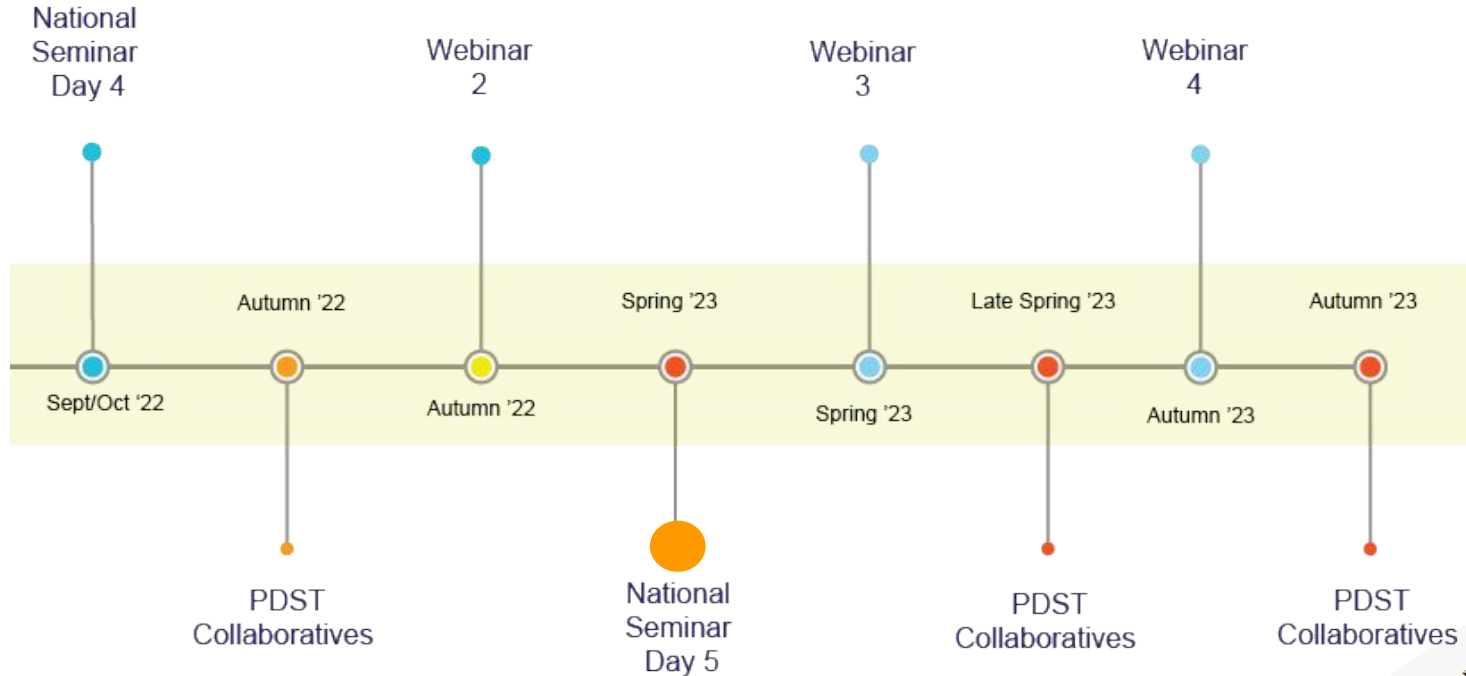 National
Seminar
Day 4
Webinar
2
Webinar
3
Webinar
4
Autumn '22
Spring '23
Late Spring '23
Autumn '23
Sept/Oct '22
Autumn '22
Spring '23
Autumn '23
PDST
Collaboratives
National
Seminar
Day 5
PDST
Collaboratives
PDST
Collaboratives